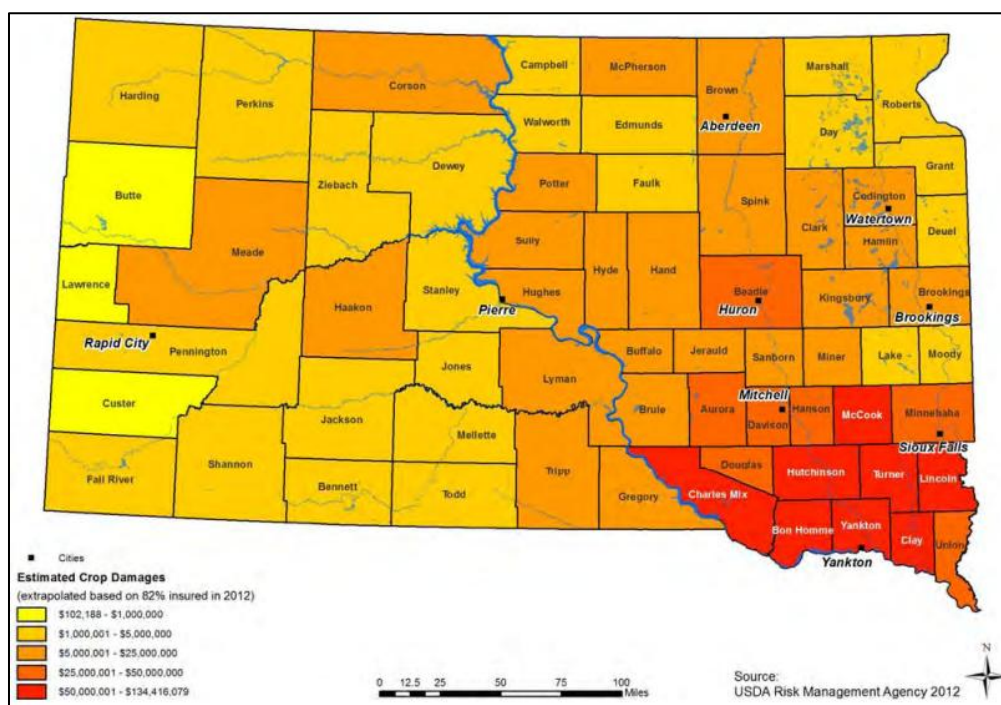 Harding
Perkins
Corson
Campbell
McPherson
Brown
Marshall
Roberts
Aberdeen
Walworth
Edmunds
Day
Butte
Ziebach
Dewey
Potter
Faulk
Spink
Grant
Codington
Watertown
Clark
Hamlin
Deuel
Meade
Sully
Hyde
Hand
Lawrence
Haakon
Stanley
Hughes
Pierre
Beadle
Huron
Kingsbury
Brookings
Brookings
Rapid City
Pennington
Jones
Lyman
Buffalo
Jerauld
Sanborn
Miner
Lake
Moody
Custer
Jackson
Mellette
Brule
Aurora
Mitchell
Davison
Hanson
McCook
Minnehaha
Sioux Falls
Fall River
Shannon
Bennett
Todd
Tripp
Gregory
Douglas
Charles Mix
Hutchinson
Turner
Lincoln
Bon Homme
Yankton
Clay
Union
Yankton
Cities
Estimated Crop Damages
(extrapolated based on 82% insured in 2012)
$102,188 - $1,000,000
$1,000,001 - $5,000,000
$5,000,001 - $25,000,000
$25,000,001 - $50,000,000
$50,000,001 - $134,416,079
0 12.5 25 50 75 100
Miles
Source:
USDA Risk Management Agency 2012
N